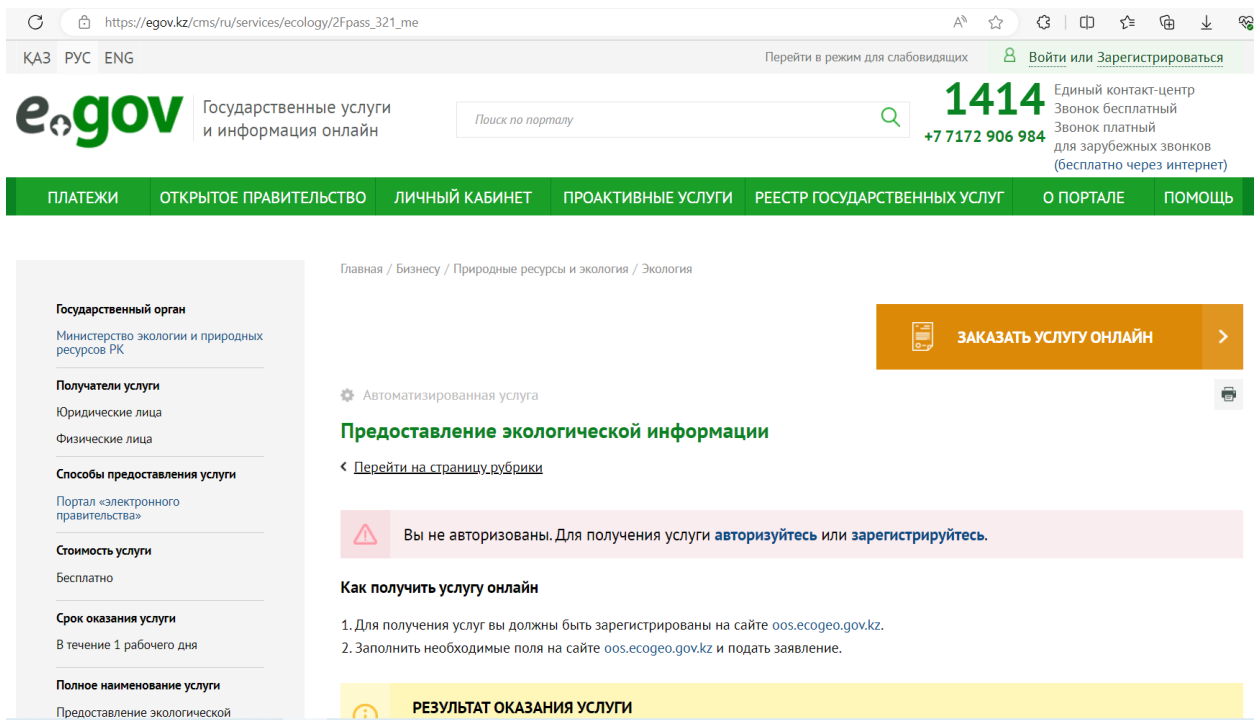 https://egov.kz/cms/ru/services/ecology/2Fpass_321_me
ҚАЗ РУС ENG
Перейти в режим для слабовидящих
Войти или Зарегистрироваться
e.gov
Государственные услуги
и информация онлайн
Поиск по порталу
1414
+7 7172 906 984
Единый контакт-центр
Звонок бесплатный
Звонок платный
для зарубежных звонков
(бесплатно через интернет)
ПЛАТЕЖИ ОТКРЫТОЕ ПРАВИТЕЛЬСТВО ЛИЧНЫЙ КАБИНЕТ ПРОАКТИВНЫЕ УСЛУГИ РЕЕСТР ГОСУДАРСТВЕННЫХ УСЛУГ О ПОРТАЛЕ ПОМОЩЬ
Государственный орган
Министерство экологии и природных
ресурсов РК
Получатели услуги
Юридические лица
Физические лица
Способы предоставления услуги
Портал «электронного
правительства»
Стоимость услуги
Бесплатно
Срок оказания услуги
В течение 1 рабочего дня
Полное наименование услуги
Предоставление экологической
Главная / Бизнесу / Природные ресурсы и экология / Экология
ЗАКАЗАТЬ УСЛУГУ ОНЛАЙН
Автоматизированная услуга
Предоставление экологической информации
Перейти на страницу рубрики
Вы не авторизованы. Для получения услуги авторизуйтесь или зарегистрируйтесь.
Как получить услугу онлайн
1. Для получения услуг вы должны быть зарегистрированы на сайте oos.ecogeo.gov.kz.
2. Заполнить необходимые поля на сайте oos.ecogeo.gov.kz и подать заявление.
РЕЗУЛЬТАТ ОКАЗАНИЯ УСЛУГИ